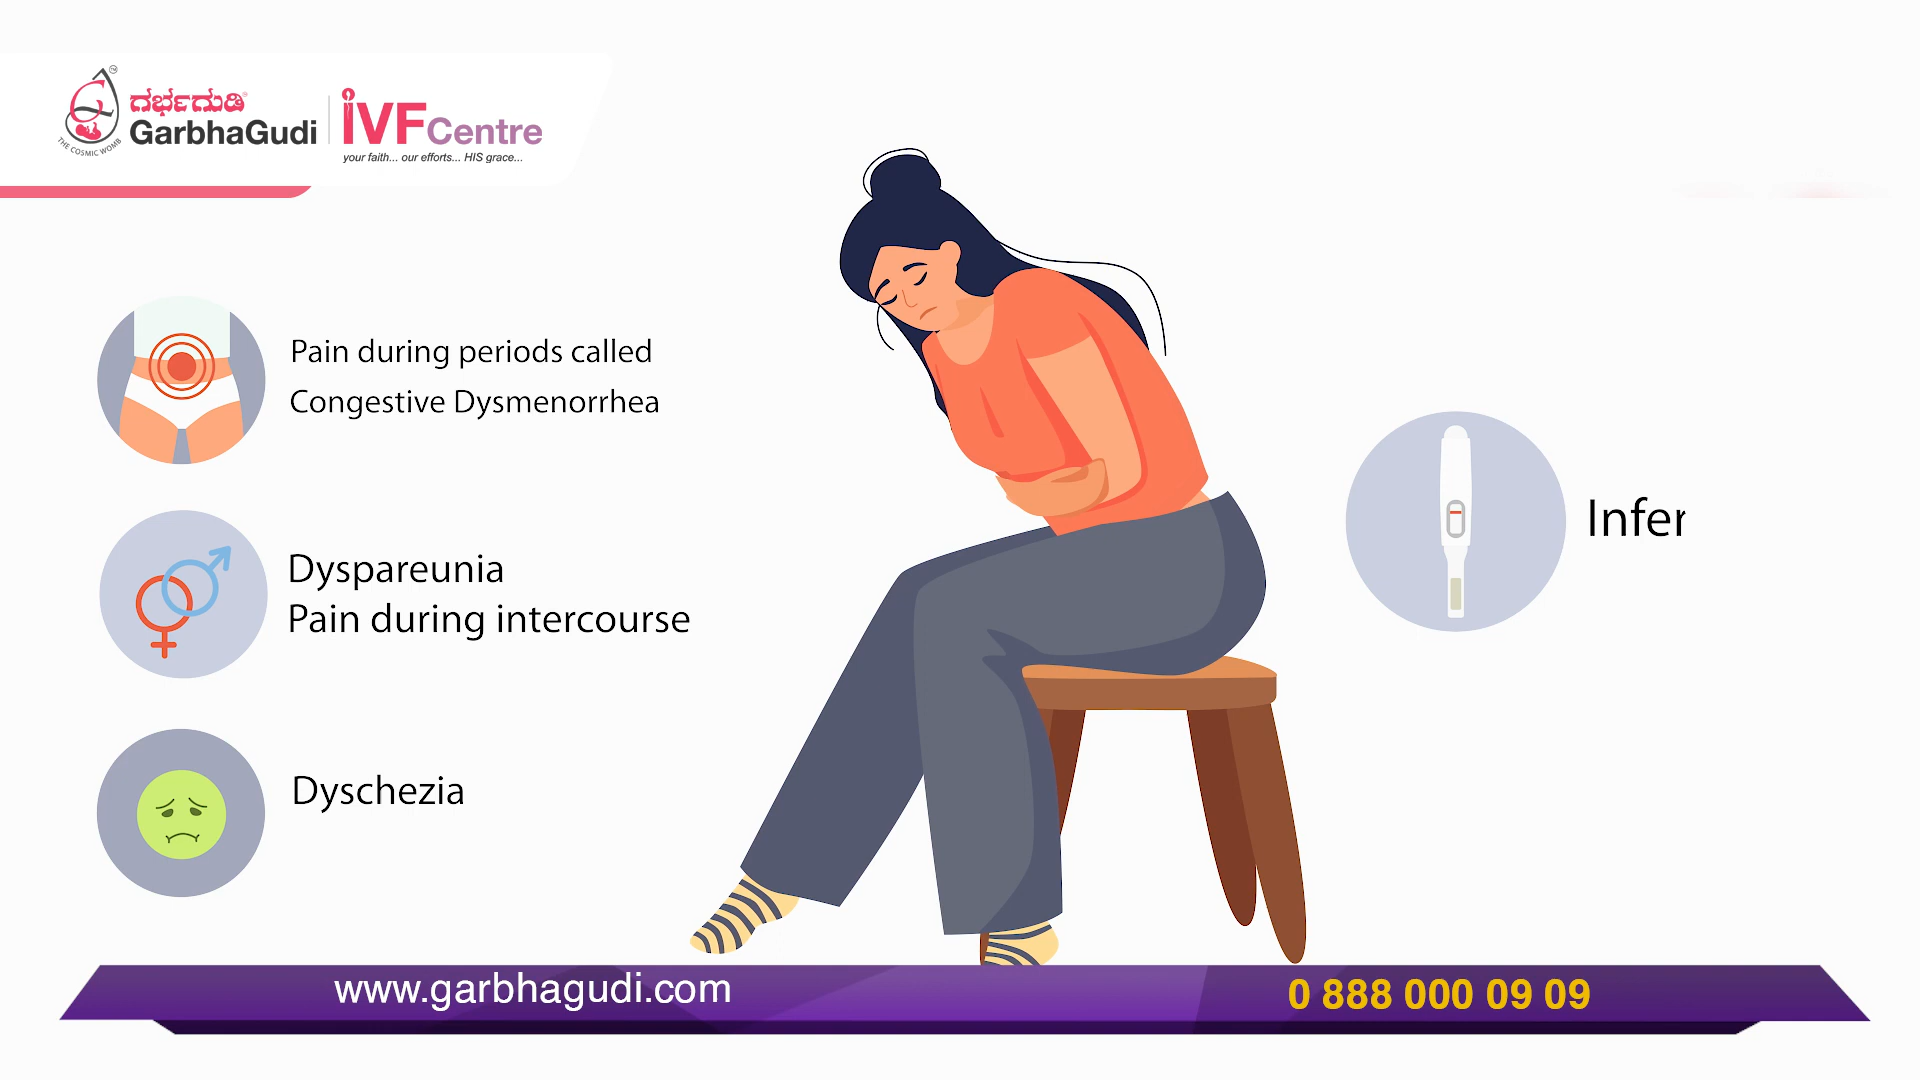 ಗರ್ಭಗುಡಿ
GarbhaGudi
THE COSMIC WOMB
iVF Centre
your faith... our efforts... HIS grace...
Pain during periods called
Congestive Dysmenorrhea
Dyspareunia
Pain during intercourse
Dyschezia
Infer
www.garbhagudi.com
0 888 000 09 09